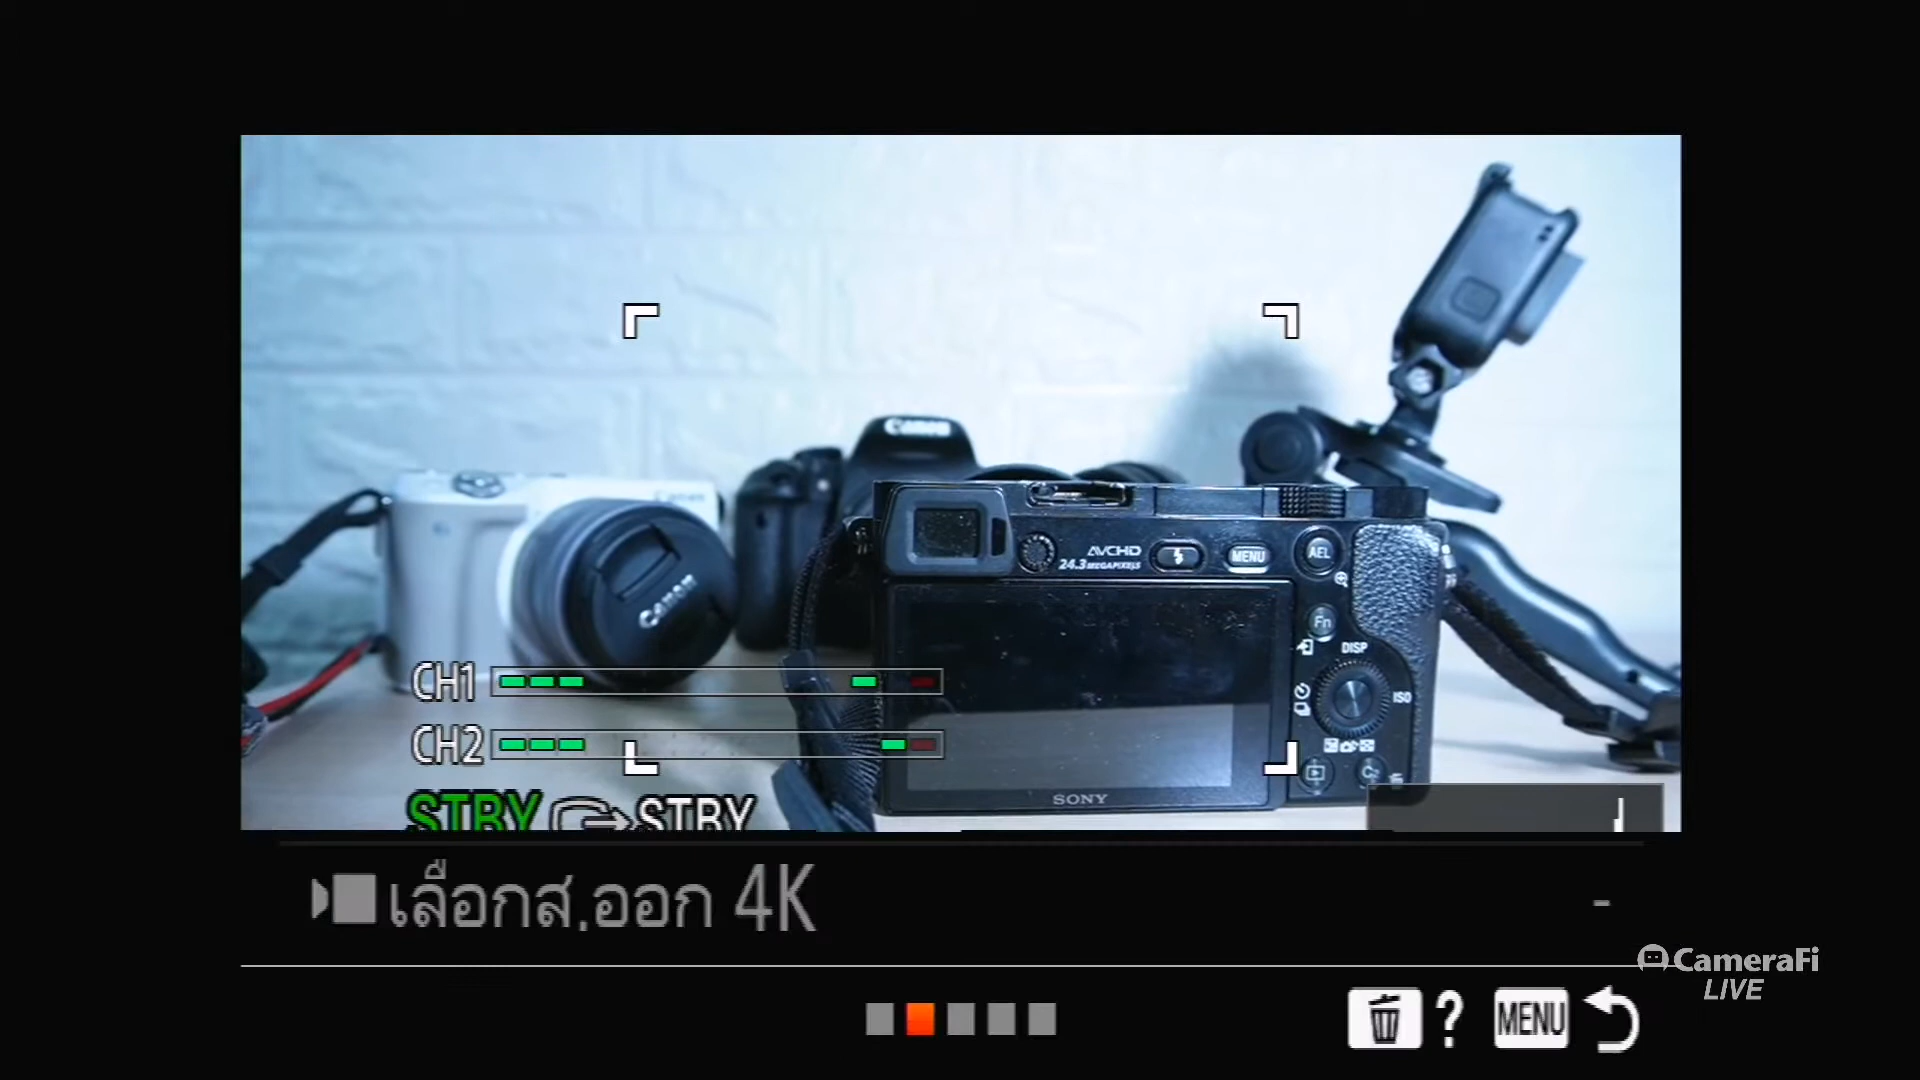 Canon
Canon
Canon
AVCHD
24.3 MEGAPIXELS
MENU
AEL
Fn
DISP
ISO
C2
SONY
CH1
CH2
STBY STBY
เลือกส.ออก 4K
-
CameraFi
LIVE
? MENU